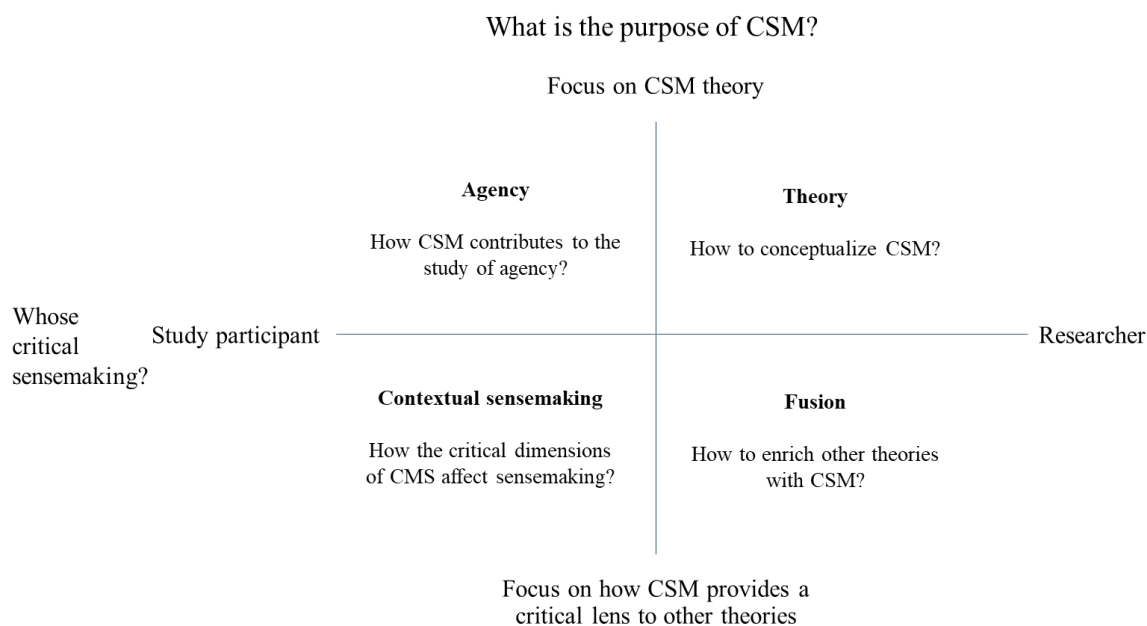 What is the purpose of CSM?
Focus on CSM theory
Agency
How CSM contributes to the
study of agency?
Theory
How to conceptualize CSM?
Whose
critical
sensemaking?
Study participant
Researcher
Contextual sensemaking
How the critical dimensions
of CMS affect sensemaking?
Fusion
How to enrich other theories
with CSM?
Focus on how CSM provides a
critical lens to other theories